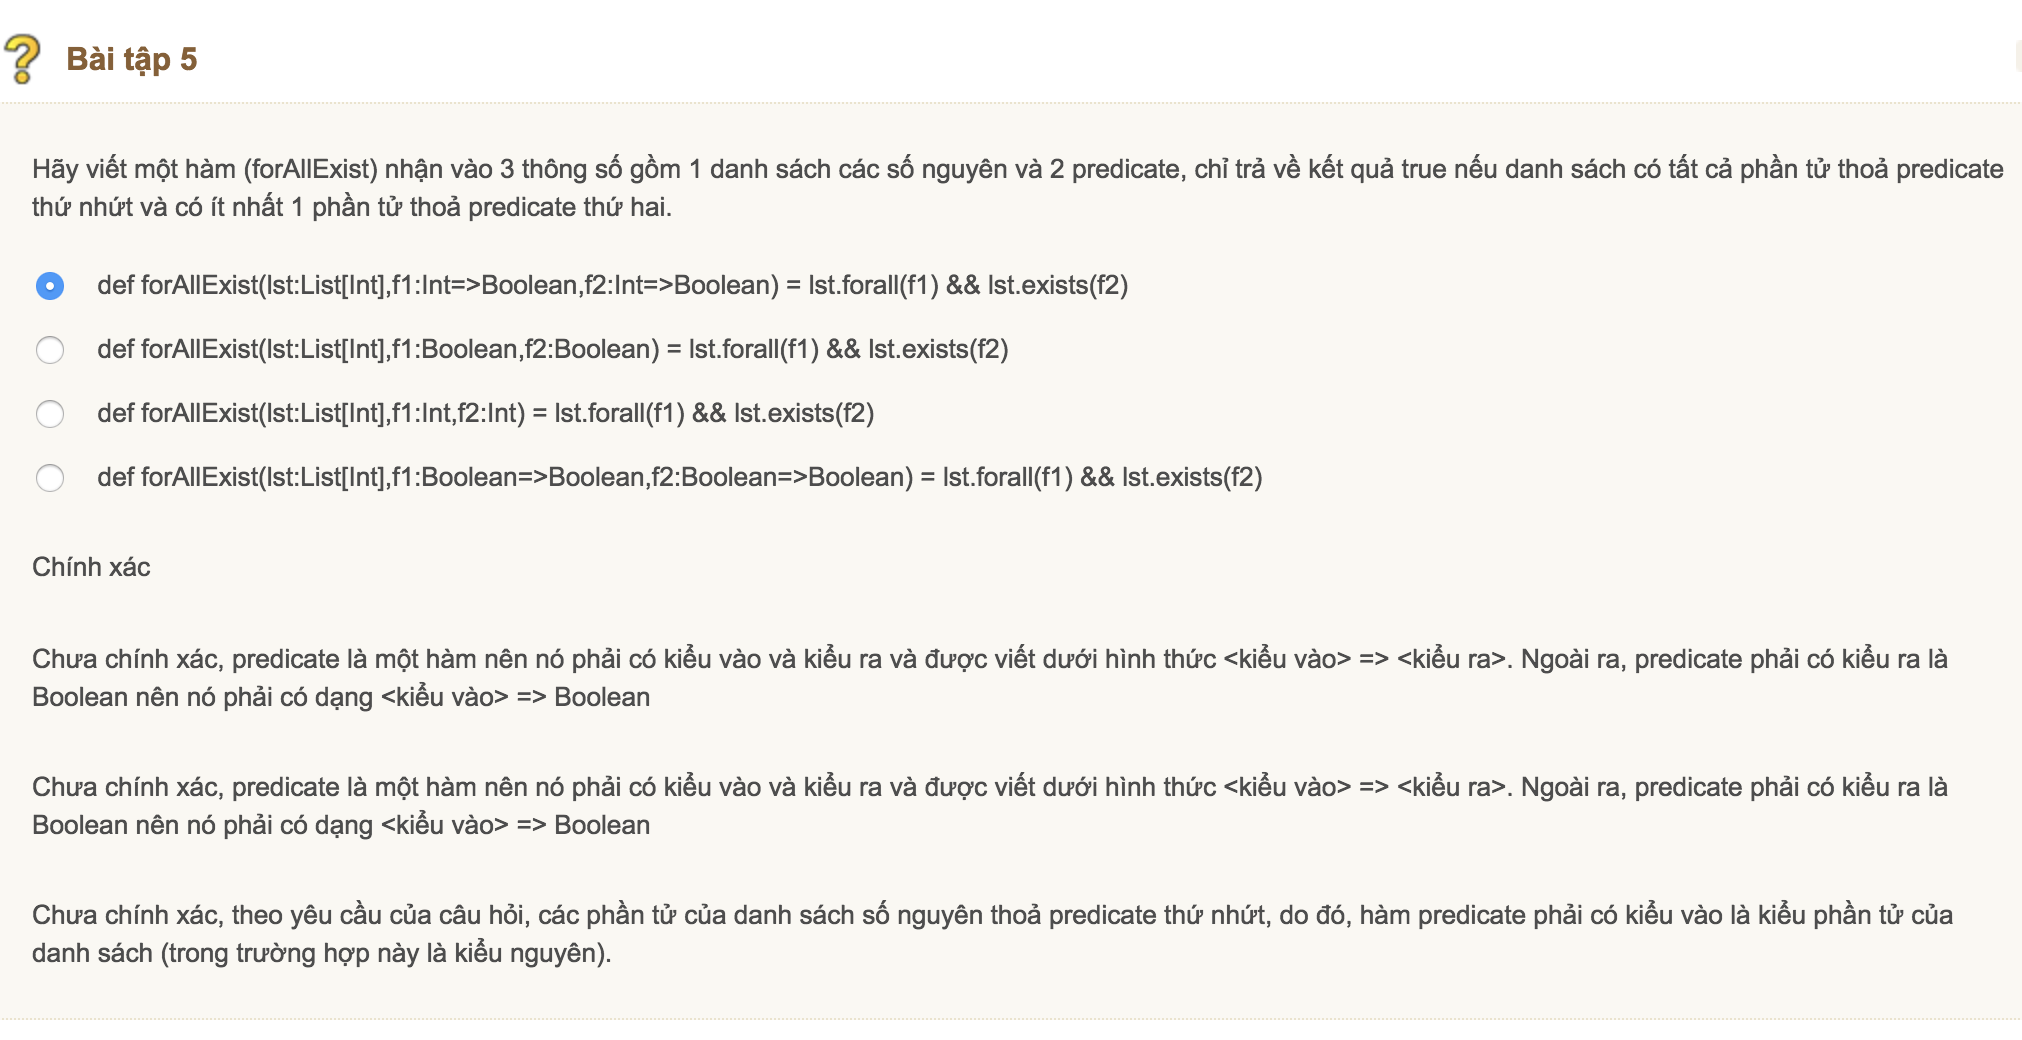 Bài tập 5
Hãy viết một hàm (forAllExist) nhận vào 3 thông số gồm 1 danh sách các số nguyên và 2 predicate, chỉ trả về kết quả true nếu danh sách có tất cả phần tử thoả predicate
thứ nhứt và có ít nhất 1 phần tử thoả predicate thứ hai.
def forAllExist(lst:List[Int],f1:Int=>Boolean,f2:Int=>Boolean) = lst.forall(f1) && lst.exists(f2)
def forAllExist(lst:List[Int],f1:Boolean,f2:Boolean) = lst.forall(f1) && lst.exists(f2)
def forAllExist(lst:List[Int],f1:Int,f2:Int) = lst.forall(f1) && lst.exists(f2)
def forAllExist(lst:List[Int],f1:Boolean=>Boolean,f2:Boolean=>Boolean) = lst.forall(f1) && lst.exists(f2)
Chính xác
Chưa chính xác, predicate là một hàm nên nó phải có kiểu vào và kiểu ra và được viết dưới hình thức <kiểu vào> => <kiểu ra>. Ngoài ra, predicate phải có kiểu ra là
Boolean nên nó phải có dạng <kiểu vào> => Boolean
Chưa chính xác, predicate là một hàm nên nó phải có kiểu vào và kiểu ra và được viết dưới hình thức <kiểu vào> => <kiểu ra>. Ngoài ra, predicate phải có kiểu ra là
Boolean nên nó phải có dạng <kiểu vào> => Boolean
Chưa chính xác, theo yêu cầu của câu hỏi, các phần tử của danh sách số nguyên thoả predicate thứ nhứt, do đó, hàm predicate phải có kiểu vào là kiểu phần tử của
danh sách (trong trường hợp này là kiểu nguyên).